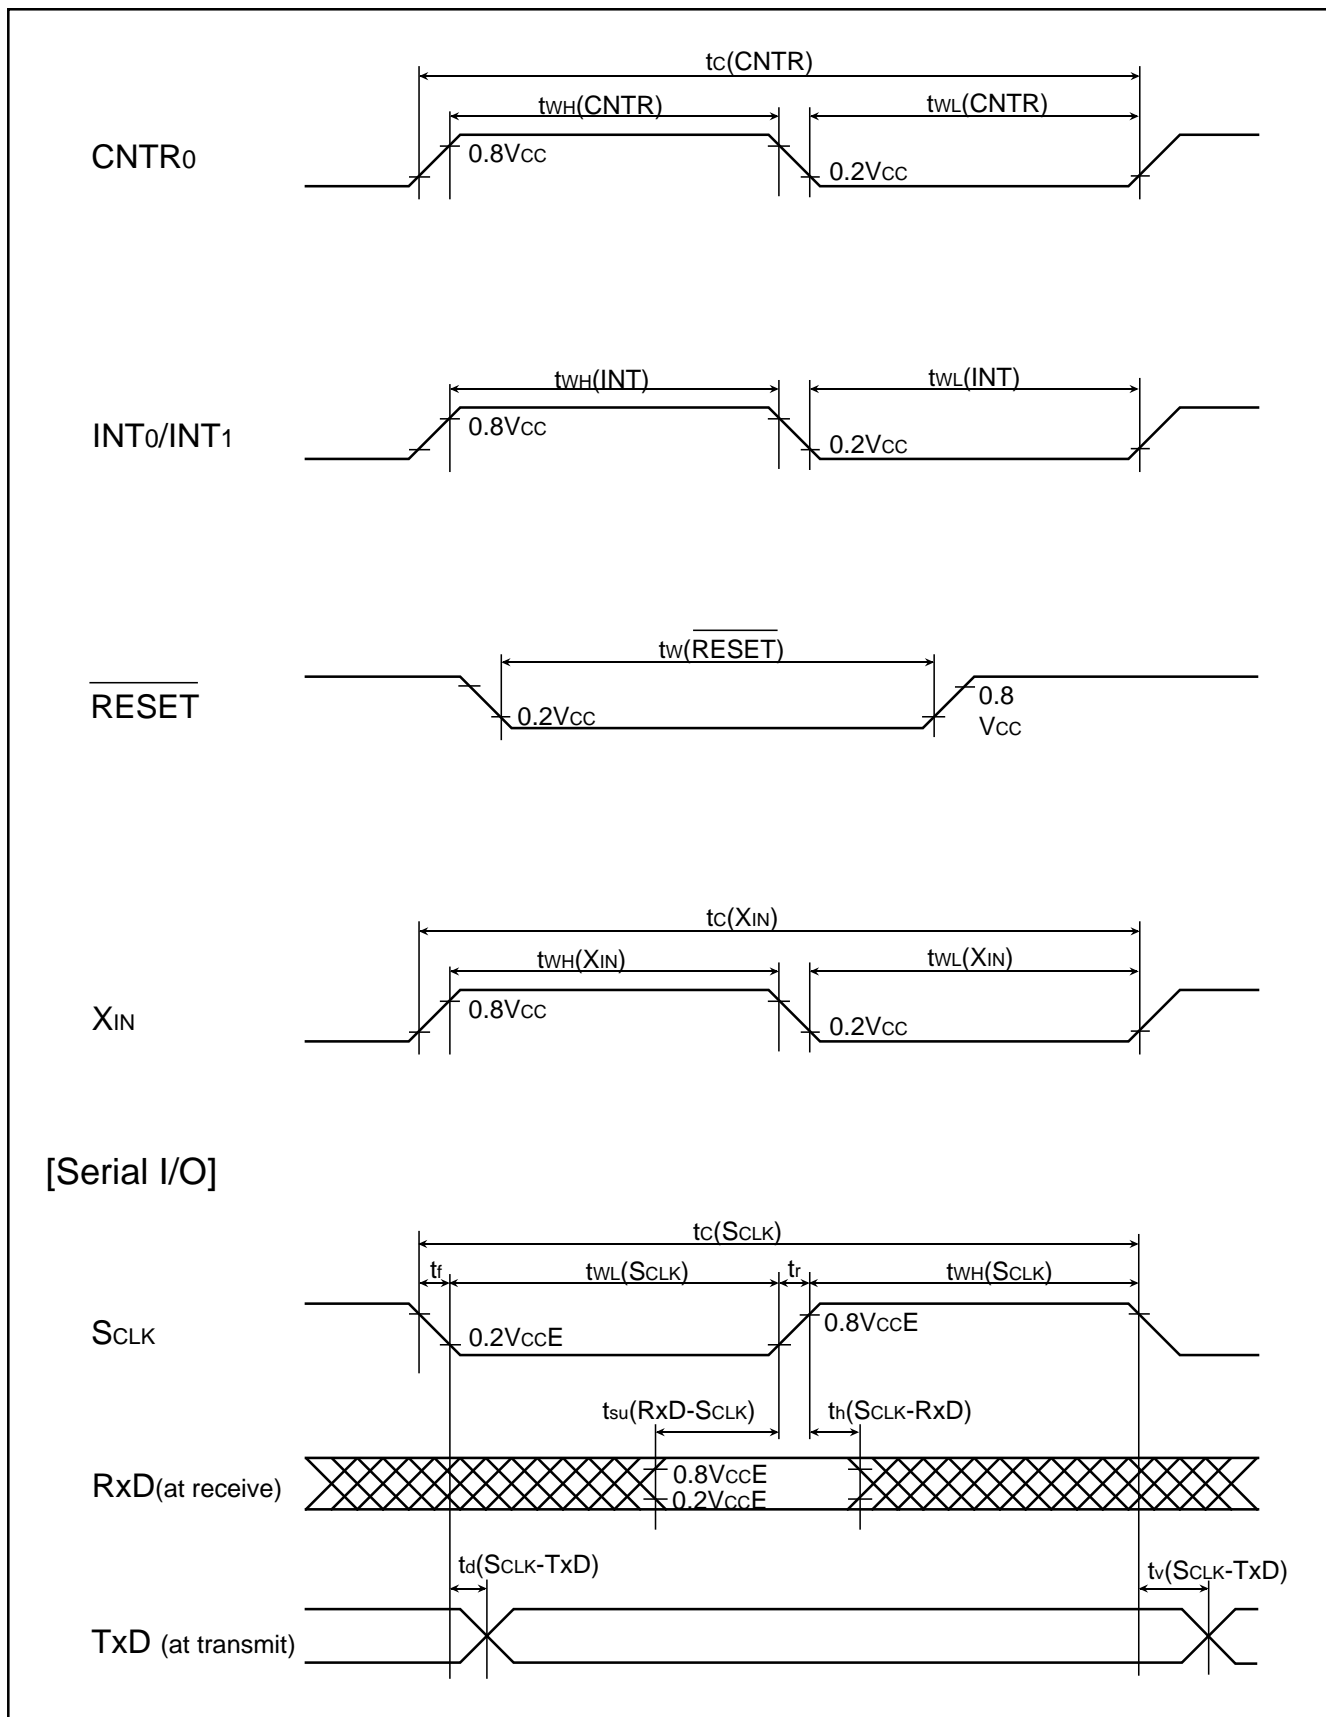 tC(CNTR)
tWH(CNTR)
tWL(CNTR)
CNTR0
0.8VCC
0.2VCC
tWH(INT)
tWL(INT)
INT0/INT1
0.8VCC
0.2VCC
tW(RESET)
RESET
0.2VCC
0.8
VCC
tC(XIN)
tWH(XIN)
tWL(XIN)
XIN
0.8VCC
0.2VCC
[Serial I/O]
tC(SCLK)
tf
tWL(SCLK)
tr
tWH(SCLK)
SCLK
0.2VCCE
0.8VCCE
tsu(RxD-SCLK)
th(SCLK-RxD)
RxD(at receive)
0.8VCCE
0.2VCCE
td(SCLK-TxD)
tv(SCLK-TxD)
TxD (at transmit)